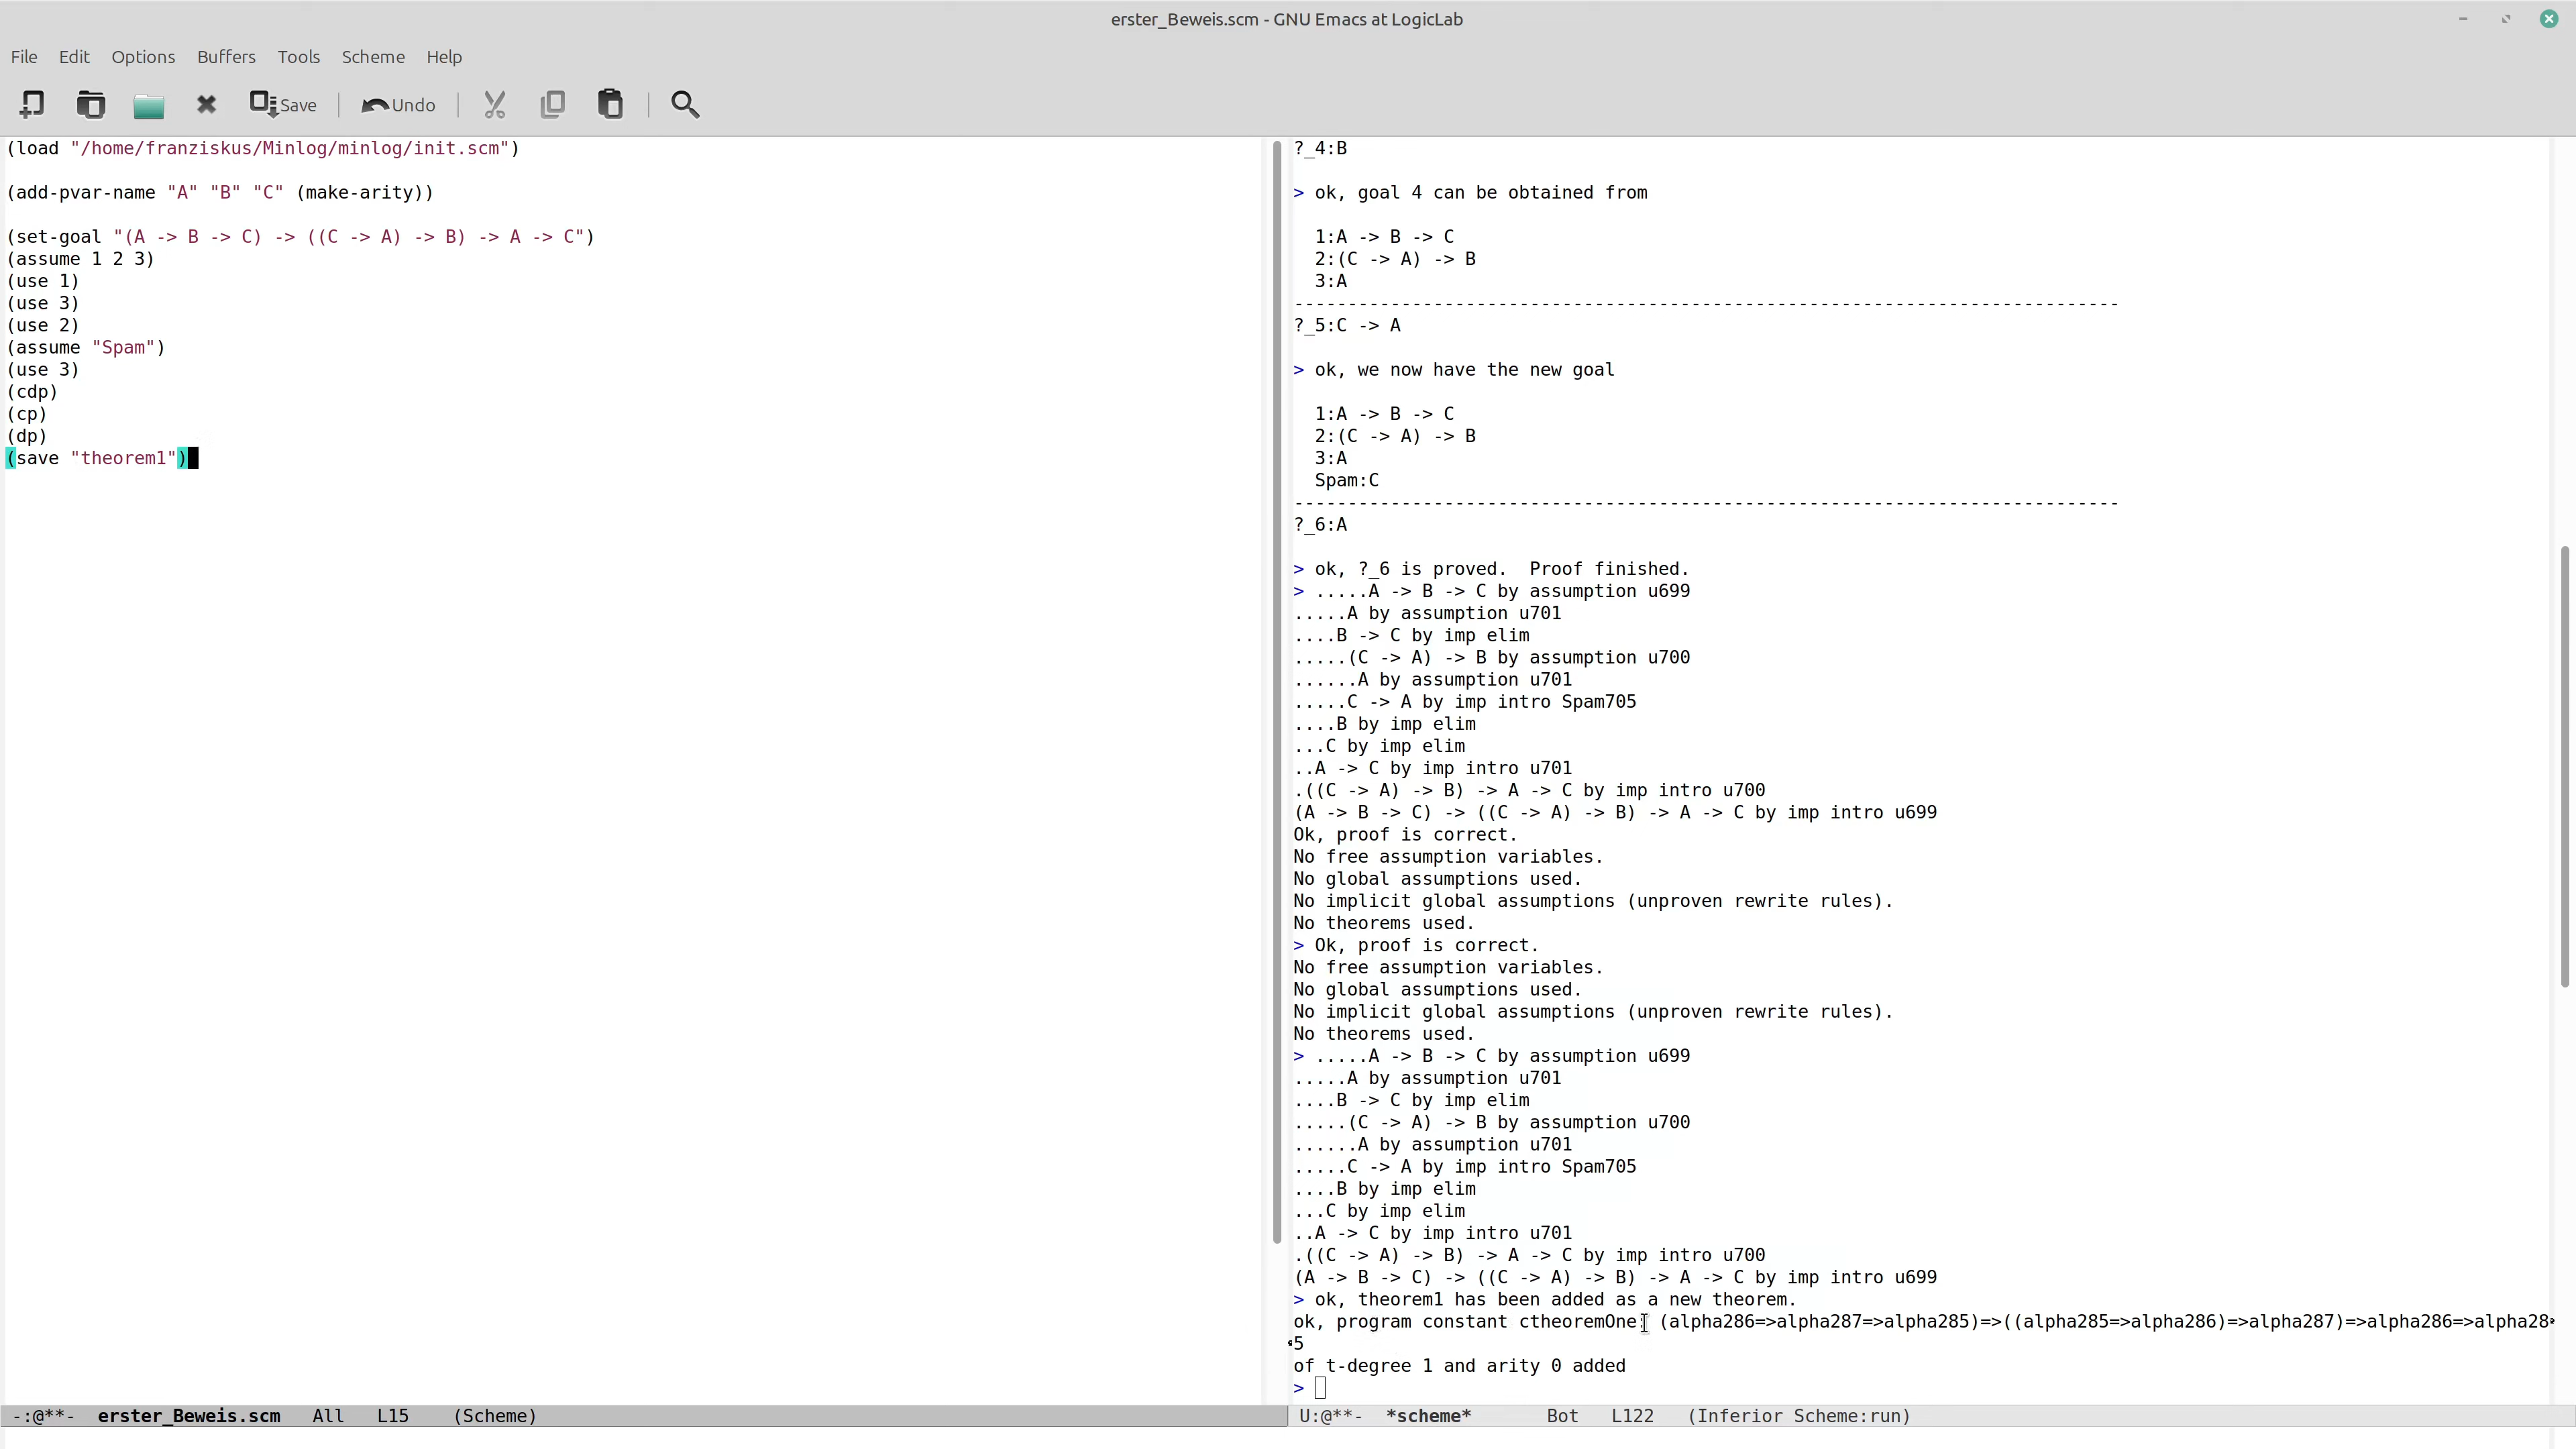 erster_Beweis.scm - GNU Emacs at LogicLab
File Edit Options Buffers Tools Scheme Help
Save Undo
(load "/home/franziskus/Minlog/minlog/init.scm")
(add-pvar-name "A" "B" "C" (make-arity))
(set-goal "(A -> B -> C) -> ((C -> A) -> B) -> A -> C")
(assume 1 2 3)
(use 1)
(use 3)
(use 2)
(assume "Spam")
(use 3)
(cdp)
(cp)
(dp)
(save "theorem1")
-:@**- erster_Beweis.scm All L15 (Scheme)
?_4:B
> ok, goal 4 can be obtained from
1:A -> B -> C
2:(C -> A) -> B
3:A
-----------------------------------------------------------------------------
?_5:C -> A
> ok, we now have the new goal
1:A -> B -> C
2:(C -> A) -> B
3:A
Spam:C
-----------------------------------------------------------------------------
?_6:A
> ok, ?_6 is proved.  Proof finished.
> .....A -> B -> C by assumption u699
.....A by assumption u701
....B -> C by imp elim
.....(C -> A) -> B by assumption u700
......A by assumption u701
.....C -> A by imp intro Spam705
....B by imp elim
...C by imp elim
..A -> C by imp intro u701
.((C -> A) -> B) -> A -> C by imp intro u700
(A -> B -> C) -> ((C -> A) -> B) -> A -> C by imp intro u699
Ok, proof is correct.
No free assumption variables.
No global assumptions used.
No implicit global assumptions (unproven rewrite rules).
No theorems used.
> Ok, proof is correct.
No free assumption variables.
No global assumptions used.
No implicit global assumptions (unproven rewrite rules).
No theorems used.
> .....A -> B -> C by assumption u699
.....A by assumption u701
....B -> C by imp elim
.....(C -> A) -> B by assumption u700
......A by assumption u701
.....C -> A by imp intro Spam705
....B by imp elim
...C by imp elim
..A -> C by imp intro u701
.((C -> A) -> B) -> A -> C by imp intro u700
(A -> B -> C) -> ((C -> A) -> B) -> A -> C by imp intro u699
> ok, theorem1 has been added as a new theorem.
ok, program constant ctheoremOne: (alpha286=>alpha287=>alpha285)=>((alpha285=>alpha286)=>alpha287)=>alpha286=>alpha28
5
of t-degree 1 and arity 0 added
>
U:@**- *scheme* Bot L122 (Inferior Scheme:run)